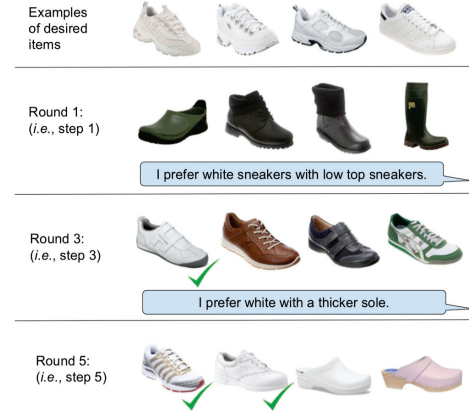 Examples
of desired
items
Round 1:
(i.e., step 1)
I prefer white sneakers with low top sneakers.
Round 3:
(i.e., step 3)
I prefer white with a thicker sole.
Round 5:
(i.e., step 5)